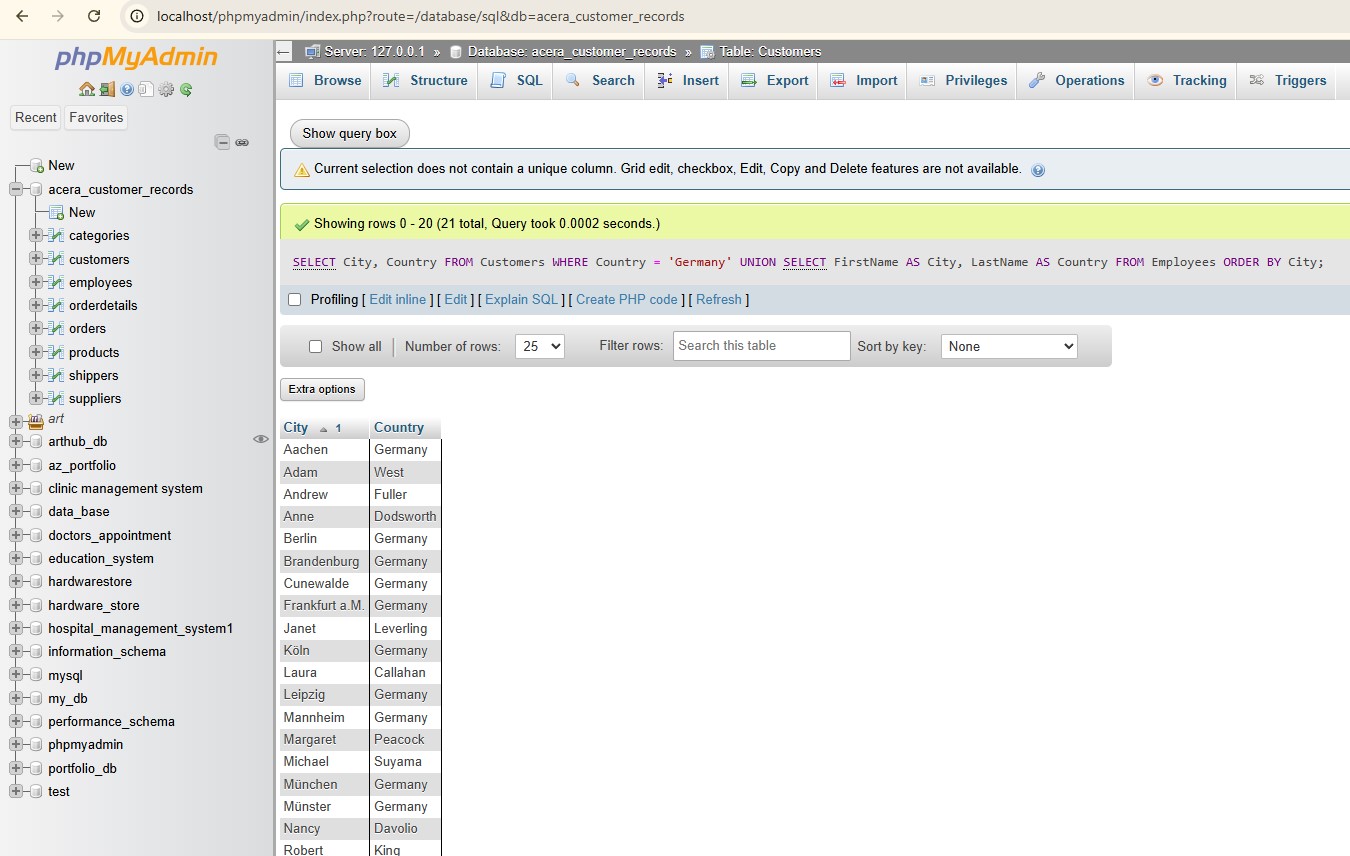 localhost/phpmyadmin/index.php?route=/database/sql&db=acera_customer_records
phpMyAdmin
Recent Favorites
New
acera_customer_records
New
categories
customers
employees
orderdetails
orders
products
shippers
suppliers
art
arthub_db
az_portfolio
clinic management system
data_base
doctors_appointment
education_system
hardwarestore
hardware_store
hospital_management_system1
information_schema
mysql
my_db
performance_schema
phpmyadmin
portfolio_db
test
Server: 127.0.0.1 » Database: acera_customer_records » Table: Customers
Browse Structure SQL Search Insert Export Import Privileges Operations Tracking Triggers
Show query box
Current selection does not contain a unique column. Grid edit, checkbox, Edit, Copy and Delete features are not available.
Showing rows 0 - 20 (21 total, Query took 0.0002 seconds.)
SELECT City, Country FROM Customers WHERE Country = 'Germany' UNION SELECT FirstName AS City, LastName AS Country FROM Employees ORDER BY City;
Profiling [ Edit inline ] [ Edit ] [ Explain SQL ] [ Create PHP code ] [ Refresh ]
Show all | Number of rows: 25 Filter rows: Search this table Sort by key: None
Extra options
City 1 Country
Aachen Germany
Adam West
Andrew Fuller
Anne Dodsworth
Berlin Germany
Brandenburg Germany
Cunewalde Germany
Frankfurt a.M. Germany
Janet Leverling
Köln Germany
Laura Callahan
Leipzig Germany
Mannheim Germany
Margaret Peacock
Michael Suyama
München Germany
Münster Germany
Nancy Davolio
Robert King